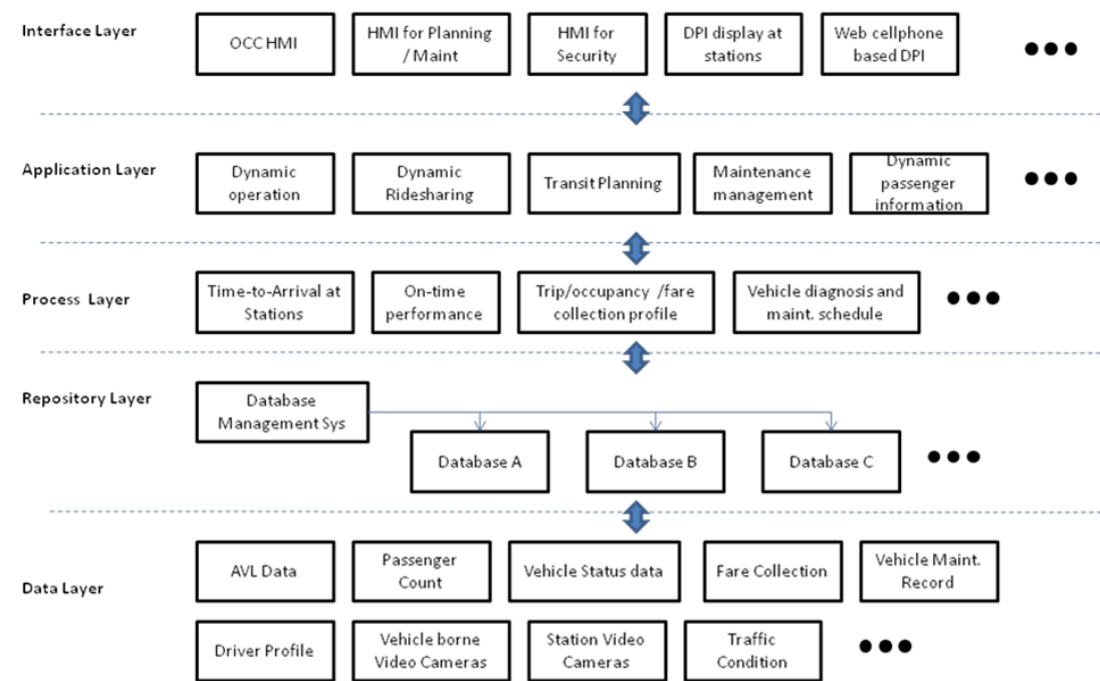 Interface Layer
OCC HMI
HMI for Planning
/ Maint
HMI for
Security
DPI display at
stations
Web cellphone
based DPI
Application Layer
Dynamic
operation
Dynamic
Ridesharing
Transit Planning
Maintenance
management
Dynamic
passenger
information
Process Layer
Time-to-Arrival at
Stations
On-time
performance
Trip/occupancy /fare
collection profile
Vehicle diagnosis and
maint. schedule
Repository Layer
Database
Management Sys
Database A
Database B
Database C
Data Layer
AVL Data
Passenger
Count
Vehicle Status data
Fare Collection
Vehicle Maint.
Record
Driver Profile
Vehicle borne
Video Cameras
Station Video
Cameras
Traffic
Condition